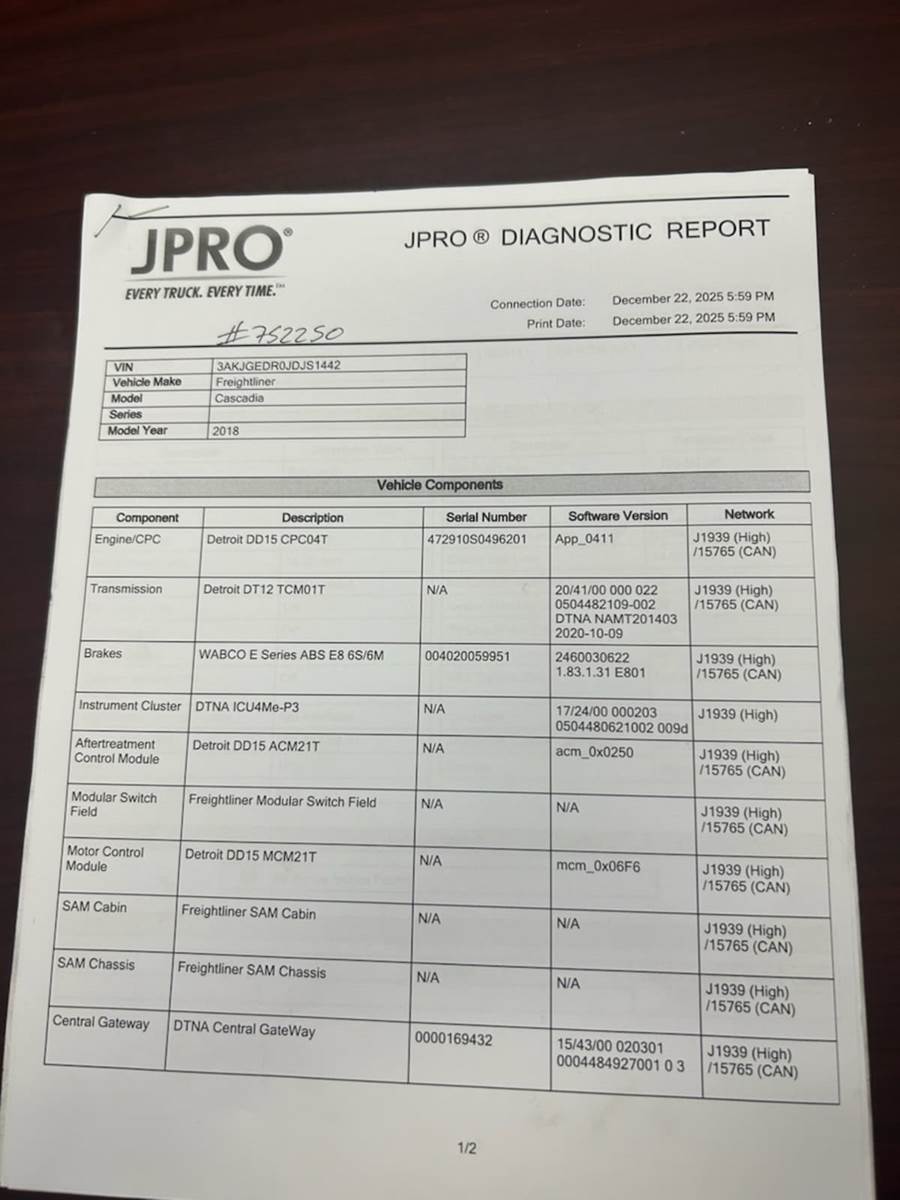 JPRO®
EVERY TRUCK. EVERY TIME.™
JPRO ® DIAGNOSTIC REPORT
Connection Date: December 22, 2025 5:59 PM
Print Date: December 22, 2025 5:59 PM
#752250
VIN 3AKJGEDR0JDJS1442
Vehicle Make Freightliner
Model Cascadia
Series
Model Year 2018
Vehicle Components
Component Description Serial Number Software Version Network
Engine/CPC Detroit DD15 CPC04T 472910S0496201 App_0411 J1939 (High)
/15765 (CAN)
Transmission Detroit DT12 TCM01T N/A 20/41/00 000 022 J1939 (High)
0504482109-002 /15765 (CAN)
DTNA NAMT201403
2020-10-09
Brakes WABCO E Series ABS E8 6S/6M 004020059951 2460030622 J1939 (High)
1.83.1.31 E801 /15765 (CAN)
Instrument Cluster DTNA ICU4Me-P3 N/A 17/24/00 000203 J1939 (High)
0504480621002 009d
Aftertreatment Detroit DD15 ACM21T N/A acm_0x0250 J1939 (High)
Control Module /15765 (CAN)
Modular Switch Freightliner Modular Switch Field N/A N/A J1939 (High)
Field /15765 (CAN)
Motor Control Detroit DD15 MCM21T N/A mcm_0x06F6 J1939 (High)
Module /15765 (CAN)
SAM Cabin Freightliner SAM Cabin N/A N/A J1939 (High)
/15765 (CAN)
SAM Chassis Freightliner SAM Chassis N/A N/A J1939 (High)
/15765 (CAN)
Central Gateway DTNA Central GateWay 0000169432 15/43/00 020301 J1939 (High)
0004484927001 0 3 /15765 (CAN)
1/2